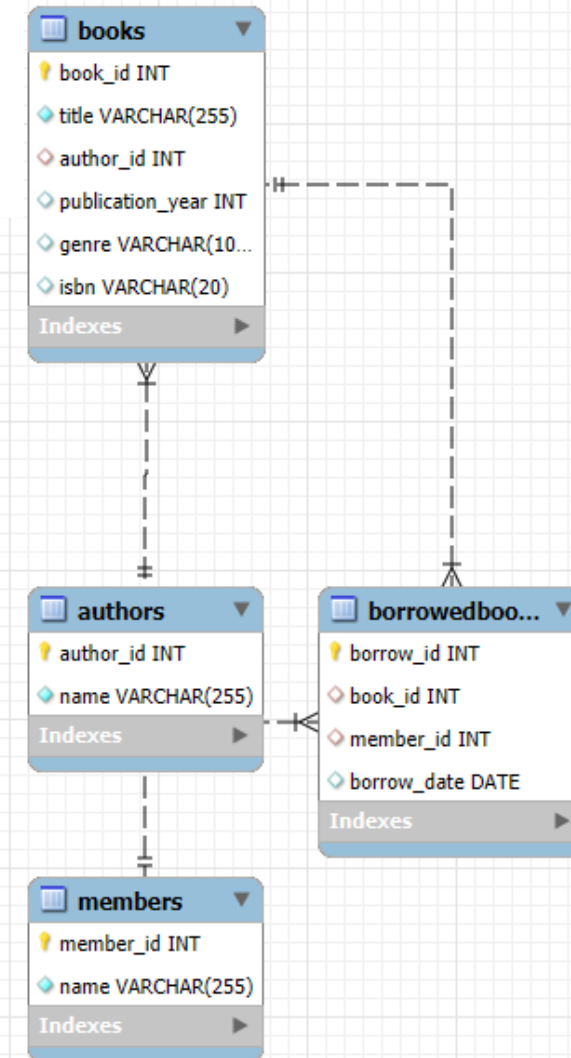 books
book_id INT
title VARCHAR(255)
author_id INT
publication_year INT
genre VARCHAR(10...
isbn VARCHAR(20)
Indexes
authors
author_id INT
name VARCHAR(255)
Indexes
borrowedboo...
borrow_id INT
book_id INT
member_id INT
borrow_date DATE
Indexes
members
member_id INT
name VARCHAR(255)
Indexes